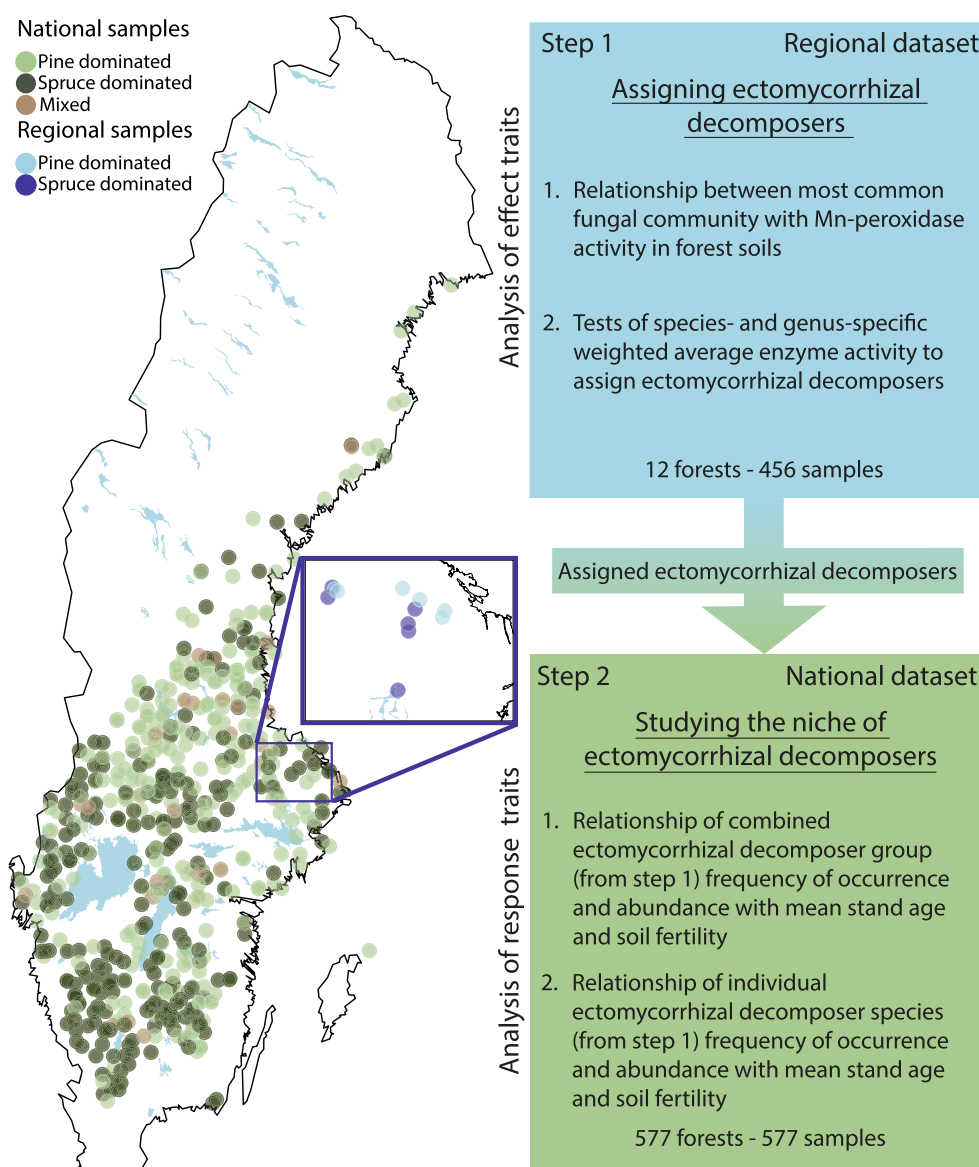 National samples
Pine dominated
Spruce dominated
Mixed
Regional samples
Pine dominated
Spruce dominated
Analysis of effect traits
Step 1 Regional dataset
Assigning ectomycorrhizal
decomposers
1. Relationship between most common
fungal community with Mn-peroxidase
activity in forest soils
2. Tests of species- and genus-specific
weighted average enzyme activity to
assign ectomycorrhizal decomposers
12 forests - 456 samples
Assigned ectomycorrhizal decomposers
Analysis of response traits
Step 2 National dataset
Studying the niche of
ectomycorrhizal decomposers
1. Relationship of combined
ectomycorrhizal decomposer group
(from step 1) frequency of occurrence
and abundance with mean stand age
and soil fertility
2. Relationship of individual
ectomycorrhizal decomposer species
(from step 1) frequency of occurrence
and abundance with mean stand age
and soil fertility
577 forests - 577 samples